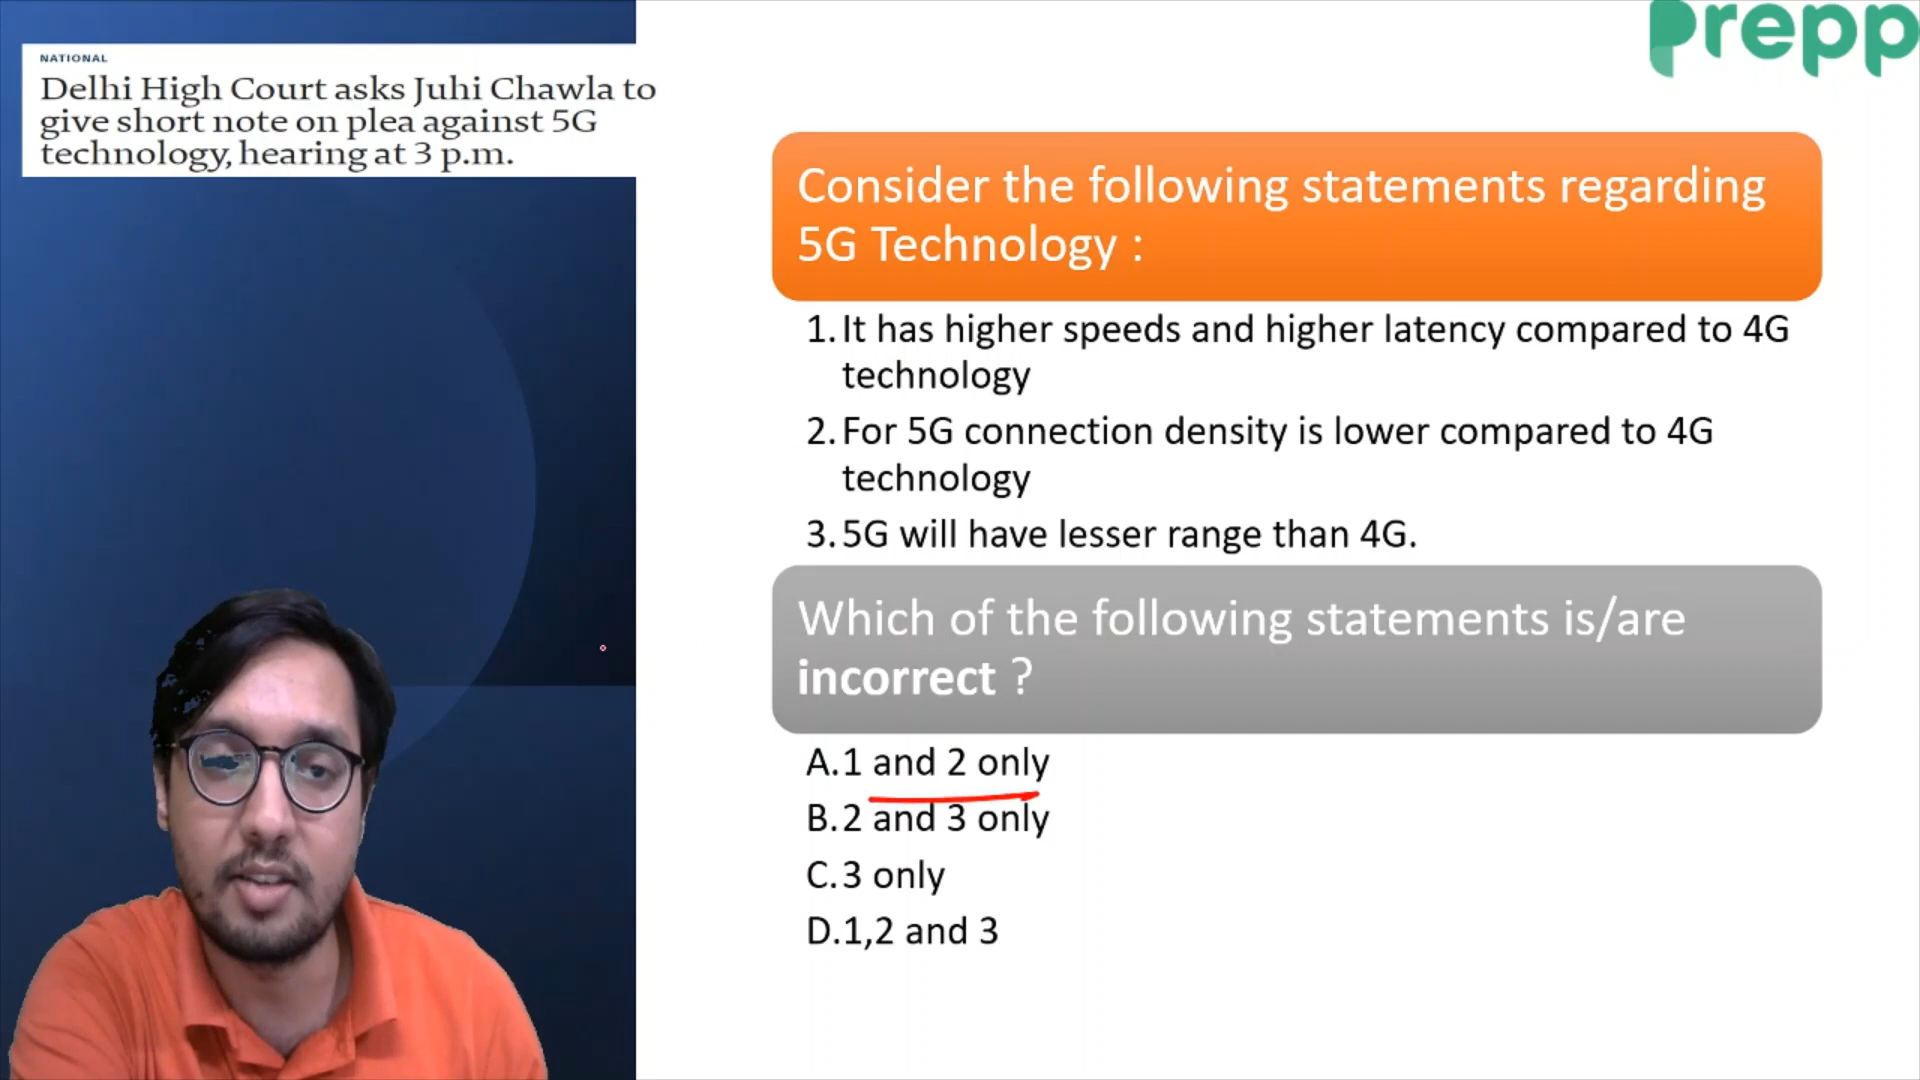 NATIONAL
Delhi High Court asks Juhi Chawla to
give short note on plea against 5G
technology, hearing at 3 p.m.
prepp
Consider the following statements regarding
5G Technology :
1. It has higher speeds and higher latency compared to 4G
technology
2. For 5G connection density is lower compared to 4G
technology
3. 5G will have lesser range than 4G.
Which of the following statements is/are
incorrect ?
A. 1 and 2 only
B. 2 and 3 only
C. 3 only
D. 1,2 and 3